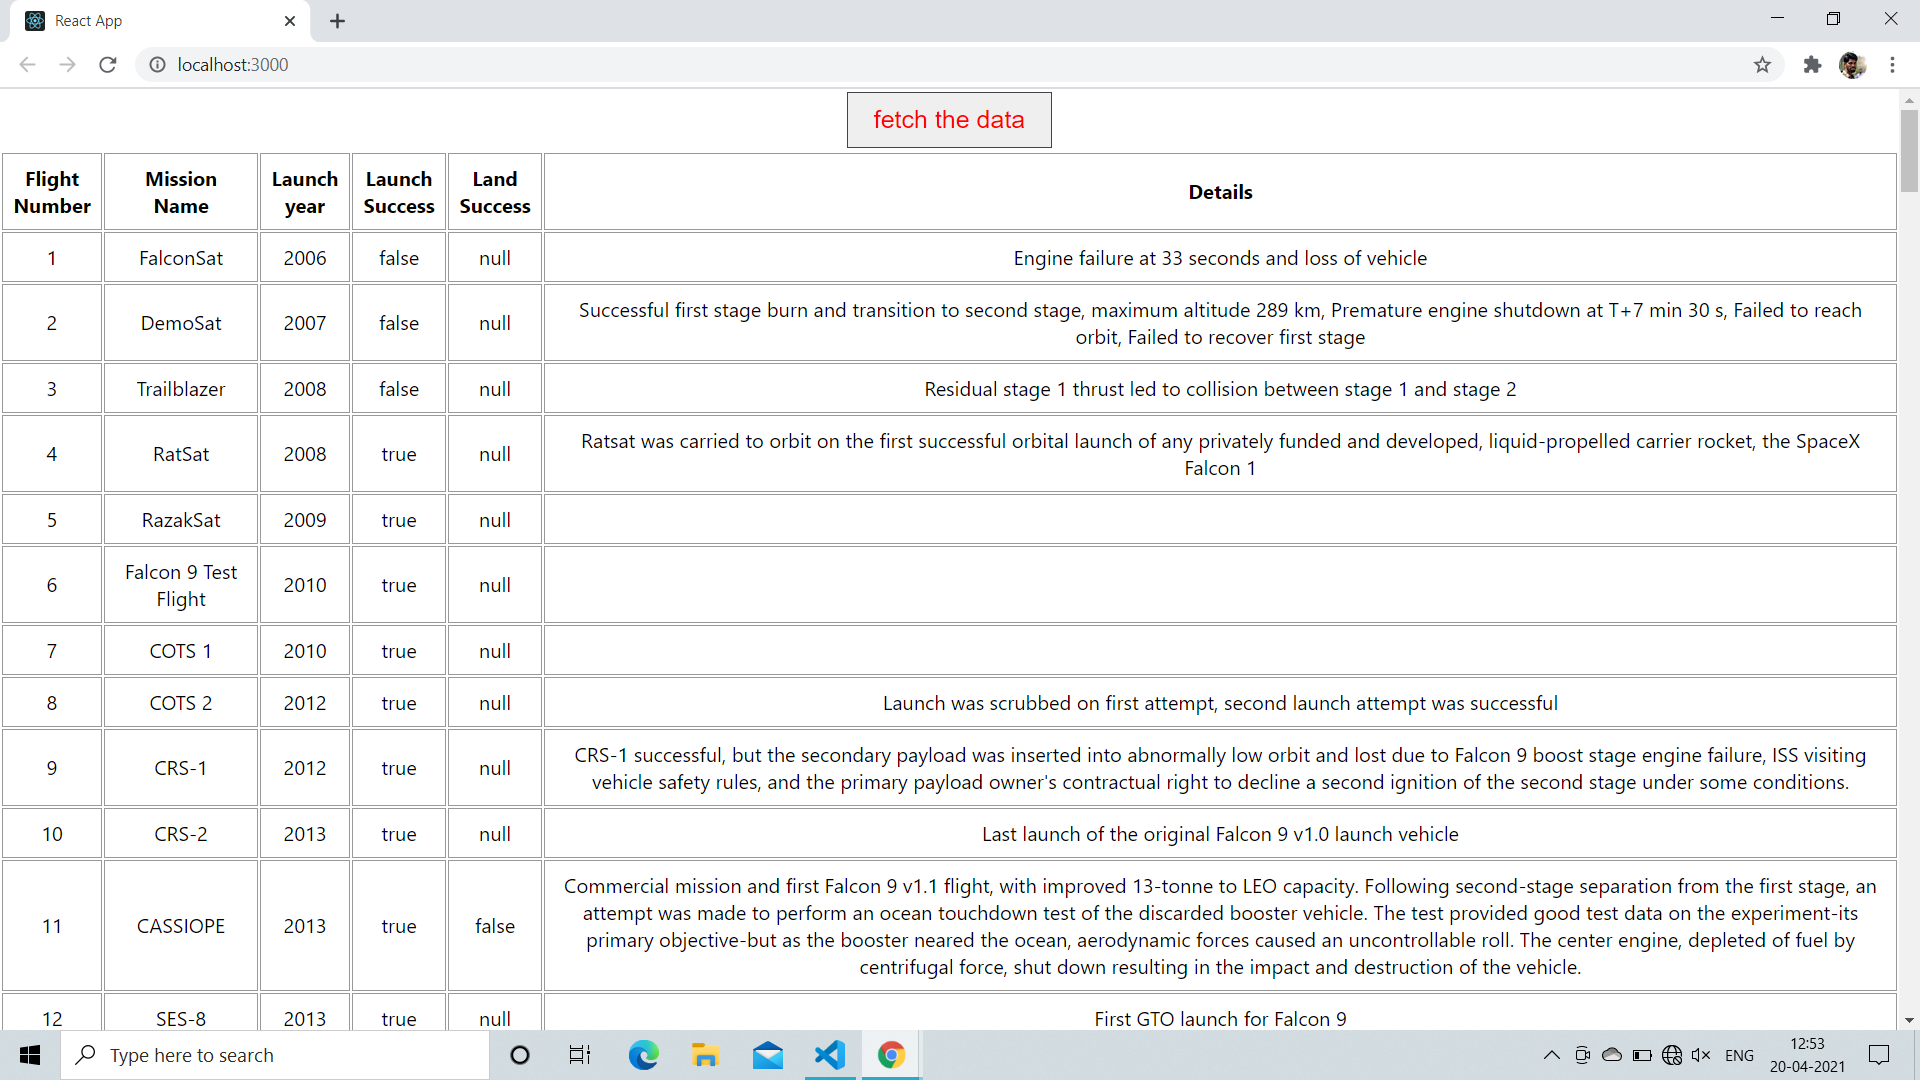 React App
localhost:3000
fetch the data
Flight Number
Mission Name
Launch year
Launch Success
Land Success
Details
1 FalconSat 2006 false null Engine failure at 33 seconds and loss of vehicle
2 DemoSat 2007 false null Successful first stage burn and transition to second stage, maximum altitude 289 km, Premature engine shutdown at T+7 min 30 s, Failed to reach
orbit, Failed to recover first stage
3 Trailblazer 2008 false null Residual stage 1 thrust led to collision between stage 1 and stage 2
4 RatSat 2008 true null Ratsat was carried to orbit on the first successful orbital launch of any privately funded and developed, liquid-propelled carrier rocket, the SpaceX
Falcon 1
5 RazakSat 2009 true null
6 Falcon 9 Test Flight 2010 true null
7 COTS 1 2010 true null
8 COTS 2 2012 true null Launch was scrubbed on first attempt, second launch attempt was successful
9 CRS-1 2012 true null CRS-1 successful, but the secondary payload was inserted into abnormally low orbit and lost due to Falcon 9 boost stage engine failure, ISS visiting
vehicle safety rules, and the primary payload owner's contractual right to decline a second ignition of the second stage under some conditions.
10 CRS-2 2013 true null Last launch of the original Falcon 9 v1.0 launch vehicle
11 CASSIOPE 2013 true false Commercial mission and first Falcon 9 v1.1 flight, with improved 13-tonne to LEO capacity. Following second-stage separation from the first stage, an
attempt was made to perform an ocean touchdown test of the discarded booster vehicle. The test provided good test data on the experiment-its
primary objective-but as the booster neared the ocean, aerodynamic forces caused an uncontrollable roll. The center engine, depleted of fuel by
centrifugal force, shut down resulting in the impact and destruction of the vehicle.
12 SES-8 2013 true null First GTO launch for Falcon 9
Type here to search
ENG
12:53
20-04-2021